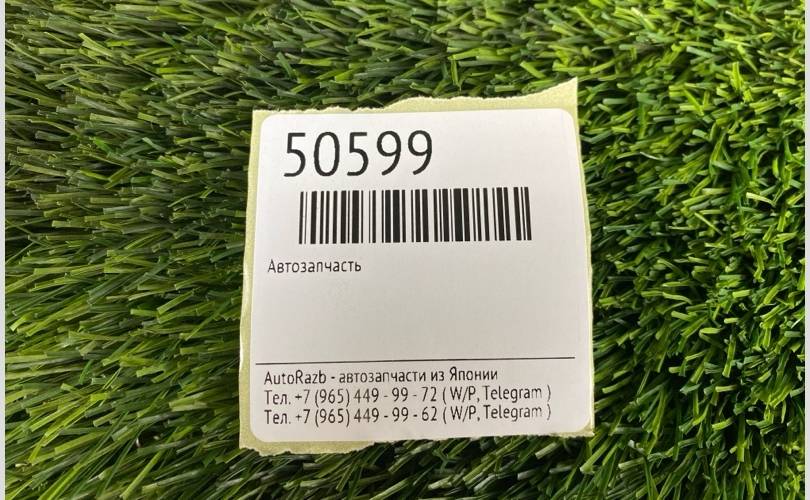 50599
Автозапчасть
AutoRazb - автозапчасти из Японии
Тел. +7 (965) 449 - 99 - 72 ( W/P, Telegram )
Тел. +7 (965) 449 - 99 - 62 ( W/P, Telegram )